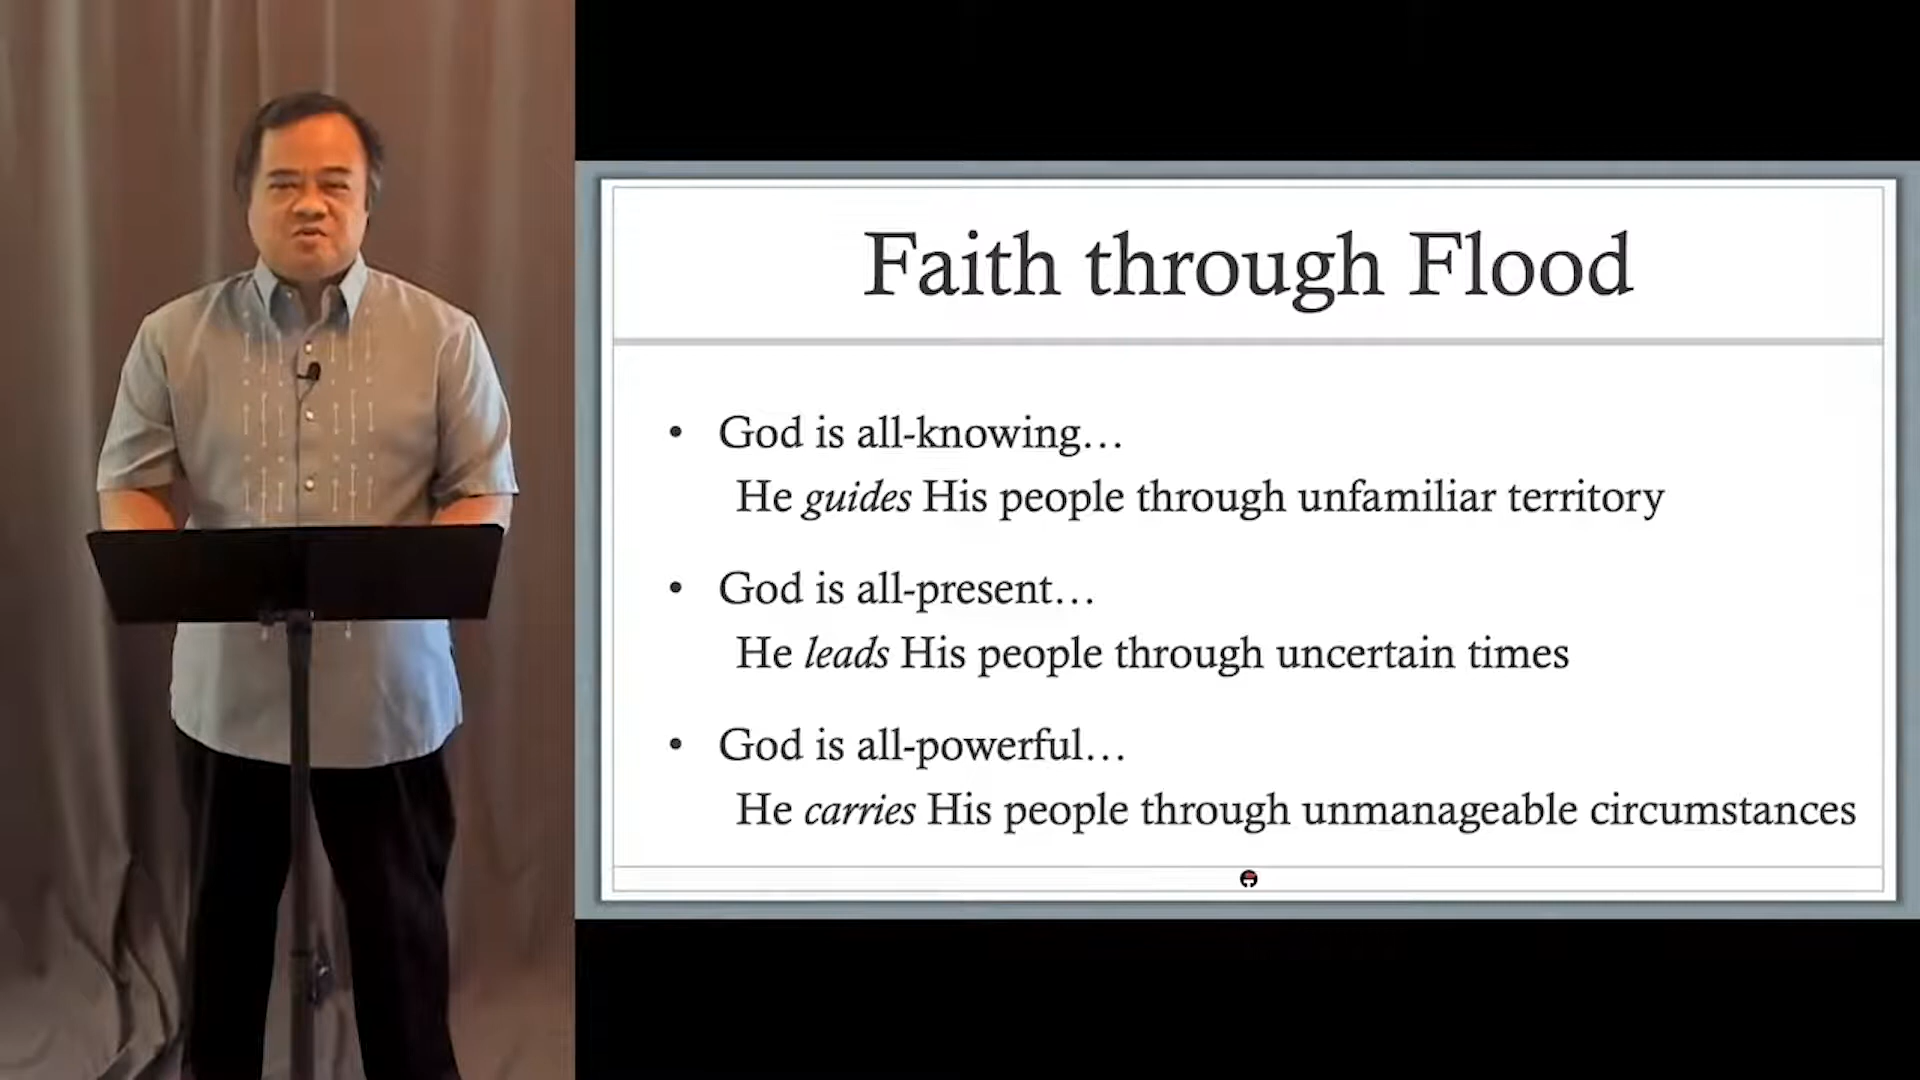 Faith through Flood
• God is all-knowing…
He guides His people through unfamiliar territory
• God is all-present…
He leads His people through uncertain times
• God is all-powerful…
He carries His people through unmanageable circumstances